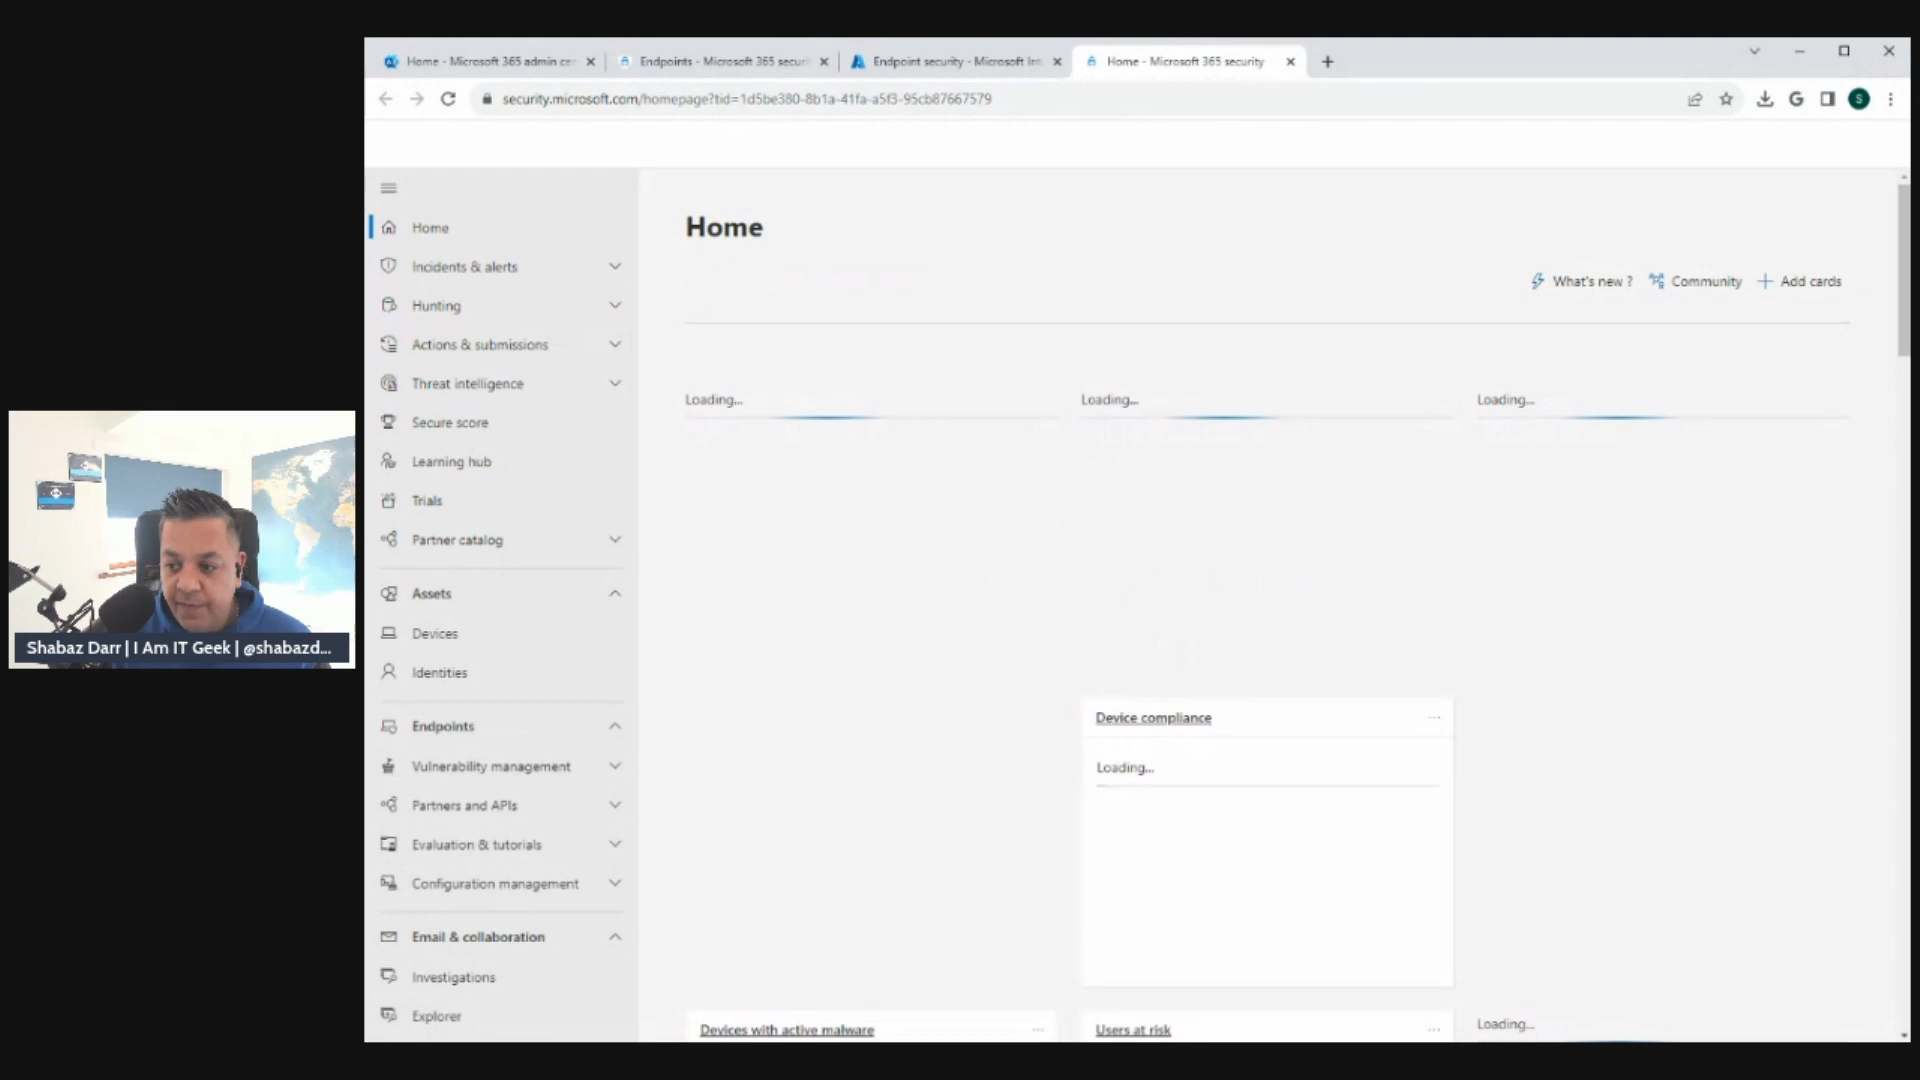 Home - Microsoft 365 admin cer
Endpoints - Microsoft 365 securi
Endpoint security - Microsoft Int
Home - Microsoft 365 security
security.microsoft.com/homepage?tid=1d5be380-8b1a-41fa-a5f3-95cb87667579
G
S
Home
Incidents & alerts
Hunting
Actions & submissions
Threat intelligence
Secure score
Learning hub
Trials
Partner catalog
Assets
Devices
Identities
Endpoints
Vulnerability management
Partners and APIs
Evaluation & tutorials
Configuration management
Email & collaboration
Investigations
Explorer
Home
What's new ?
Community
Add cards
Loading...
Loading...
Loading...
Device compliance
Loading...
Devices with active malware
Users at risk
Loading...
Shabaz Darr | I Am IT Geek | @shabazd...